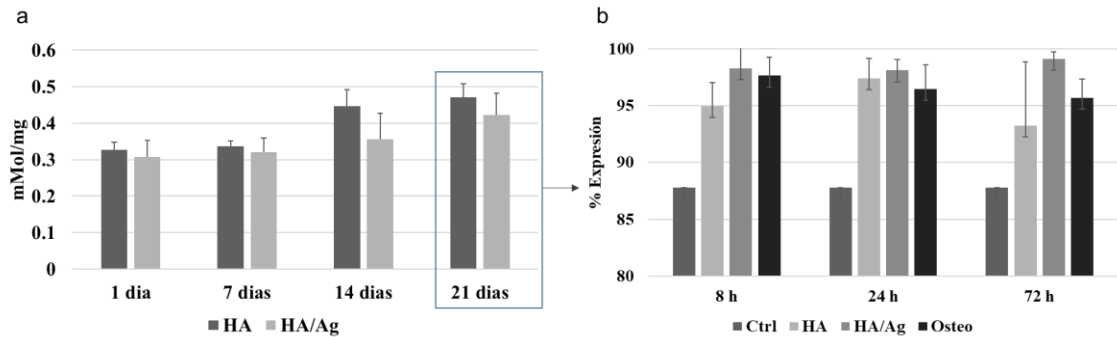 a
mMol/mg
0.6
0.5
0.4
0.3
0.2
0.1
0
1 dia
7 dias
14 dias
21 dias
HA
HA/Ag
b
% Expresión
100
95
90
85
80
8 h
24 h
72 h
Ctrl
HA
HA/Ag
Osteo